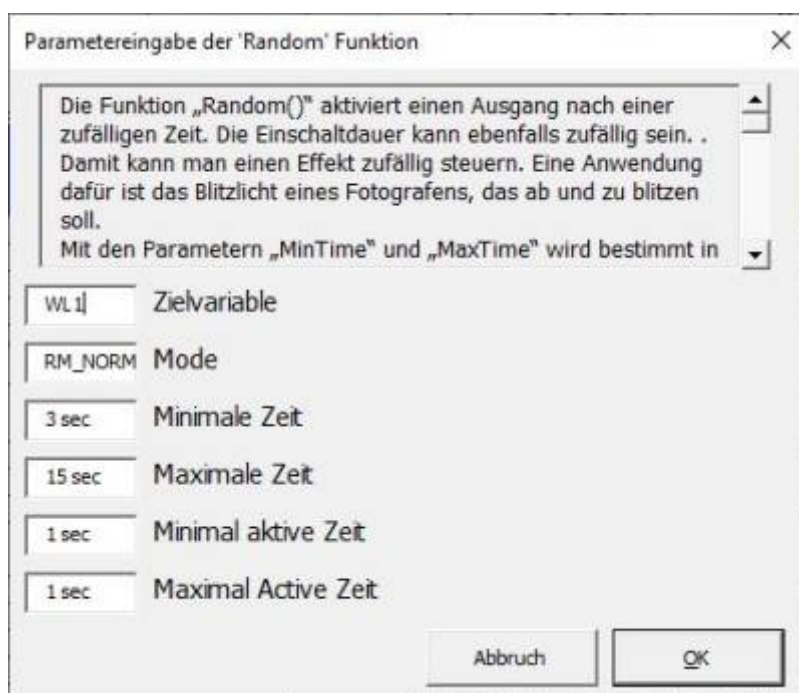 Parametereingabe der 'Random' Funktion
Die Funktion „Random()" aktiviert einen Ausgang nach einer
zufälligen Zeit. Die Einschaltdauer kann ebenfalls zufällig sein. .
Damit kann man einen Effekt zufällig steuern. Eine Anwendung
dafür ist das Blitzlicht eines Fotografens, das ab und zu blitzen
soll.
Mit den Parametern „MinTime" und „MaxTime" wird bestimmt in
WL1 Zielvariable
RM_NORM Mode
3 sec Minimale Zeit
15 sec Maximale Zeit
1 sec Minimal aktive Zeit
1 sec Maximal Active Zeit
Abbruch OK